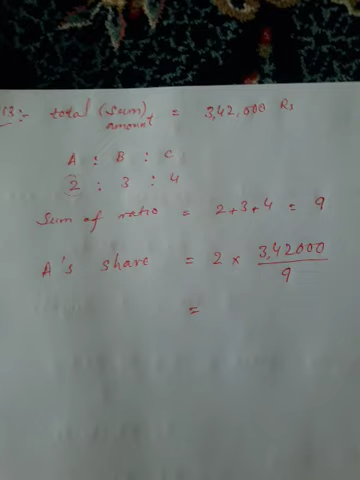 13:- total (sum) amount = 3,42,000 Rs
A : B : C
2 : 3 : 4
Sum of ratio = 2+3+4 = 9
A's share = 2 × 3,42000
9
=